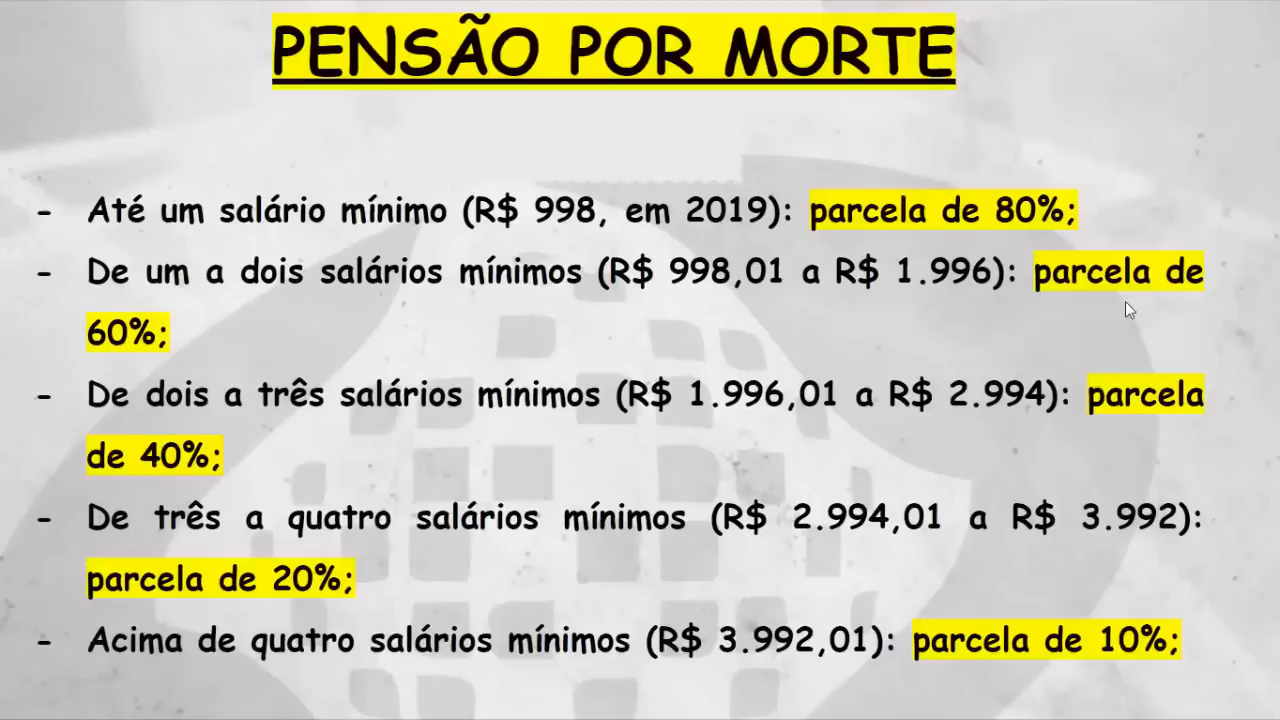 PENSÃO POR MORTE
- Até um salário mínimo (R$ 998, em 2019): parcela de 80%;
- De um a dois salários mínimos (R$ 998,01 a R$ 1.996): parcela de
60%;
- De dois a três salários mínimos (R$ 1.996,01 a R$ 2.994): parcela
de 40%;
- De três a quatro salários mínimos (R$ 2.994,01 a R$ 3.992):
parcela de 20%;
- Acima de quatro salários mínimos (R$ 3.992,01): parcela de 10%;